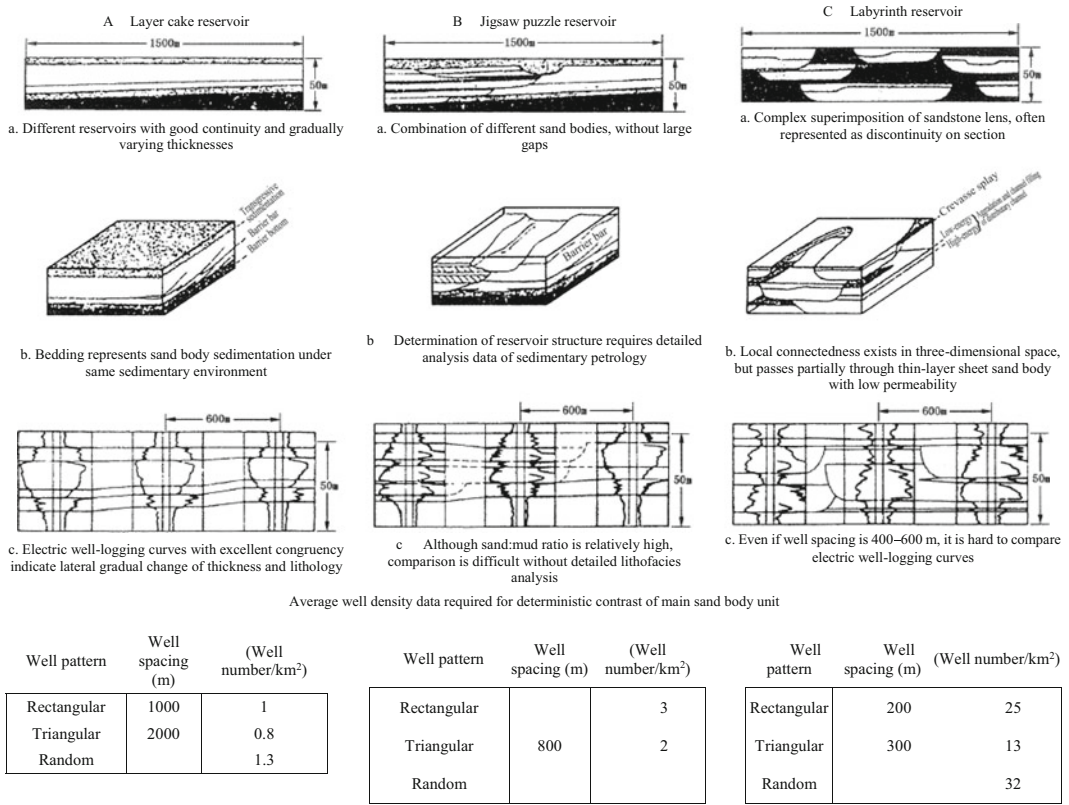 A Layer cake reservoir
1500m
50m
a. Different reservoirs with good continuity and gradually
varying thicknesses
Transgressive
sedimentation
Barrier bar
Barrier bottom
b. Bedding represents sand body sedimentation under
same sedimentary environment
600m
50m
c. Electric well-logging curves with excellent congruency
indicate lateral gradual change of thickness and lithology
B Jigsaw puzzle reservoir
1500m
50m
a. Combination of different sand bodies, without large
gaps
Barrier bar
b Determination of reservoir structure requires detailed
analysis data of sedimentary petrology
600m
50m
c Although sand:mud ratio is relatively high,
comparison is difficult without detailed lithofacies
analysis
C Labyrinth reservoir
1500m
50m
a. Complex superimposition of sandstone lens, often
represented as discontinuity on section
Crevasse splay
Low-energy
High-energy
and channel filling
of distributary channel
b. Local connectedness exists in three-dimensional space,
but passes partially through thin-layer sheet sand body
with low permeability
600m
50m
c. Even if well spacing is 400–600 m, it is hard to compare
electric well-logging curves
Average well density data required for deterministic contrast of main sand body unit
Well pattern Well spacing (m) (Well number/km²)
Rectangular 1000 1
Triangular 2000 0.8
Random 1.3
Well pattern Well spacing (m) (Well number/km²)
Rectangular 3
Triangular 800 2
Random
Well pattern Well spacing (m) (Well number/km²)
Rectangular 200 25
Triangular 300 13
Random 32